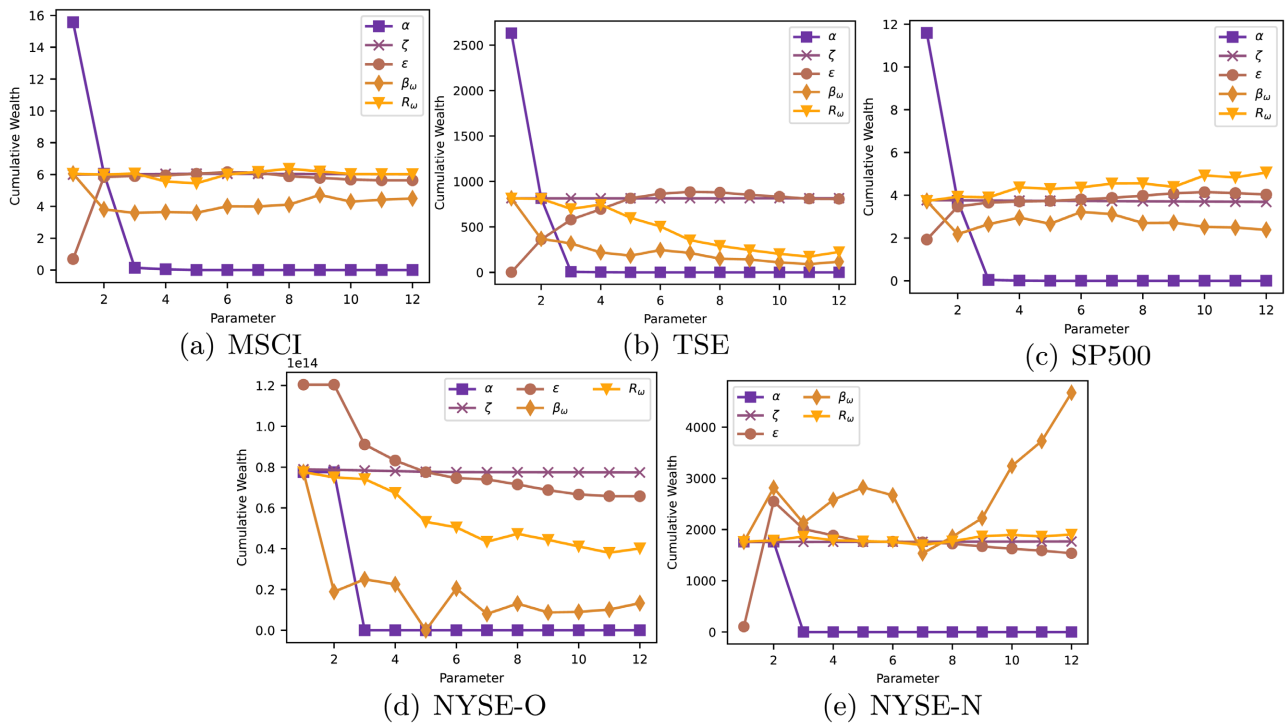 16
14
12
10
8
6
4
2
0
Cumulative Wealth
α
ζ
ε
βω
Rω
2 4 6 8 10 12
Parameter
(a) MSCI
2500
2000
1500
1000
500
0
Cumulative Wealth
α
ζ
ε
βω
Rω
2 4 6 8 10 12
Parameter
(b) TSE
12
10
8
6
4
2
0
Cumulative Wealth
α
ζ
ε
βω
Rω
2 4 6 8 10 12
Parameter
(c) SP500
1e14
1.2
1.0
0.8
0.6
0.4
0.2
0.0
Cumulative Wealth
α ε Rω
ζ βω
2 4 6 8 10 12
Parameter
(d) NYSE-O
4000
3000
2000
1000
0
Cumulative Wealth
α βω
ζ Rω
ε
2 4 6 8 10 12
Parameter
(e) NYSE-N